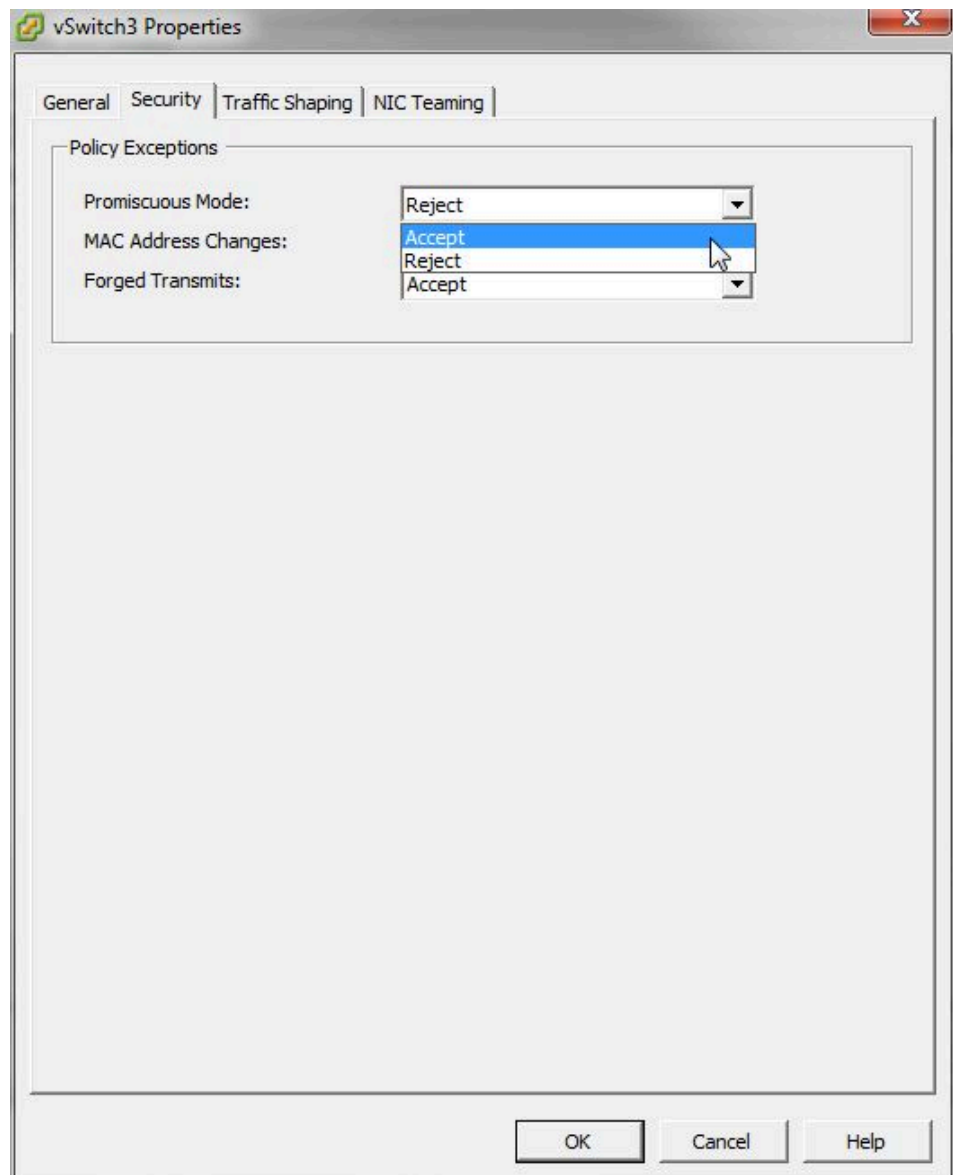 vSwitch3 Properties
General Security Traffic Shaping NIC Teaming
Policy Exceptions
Promiscuous Mode: Reject
MAC Address Changes: Accept
Reject
Forged Transmits: Accept
OK Cancel Help